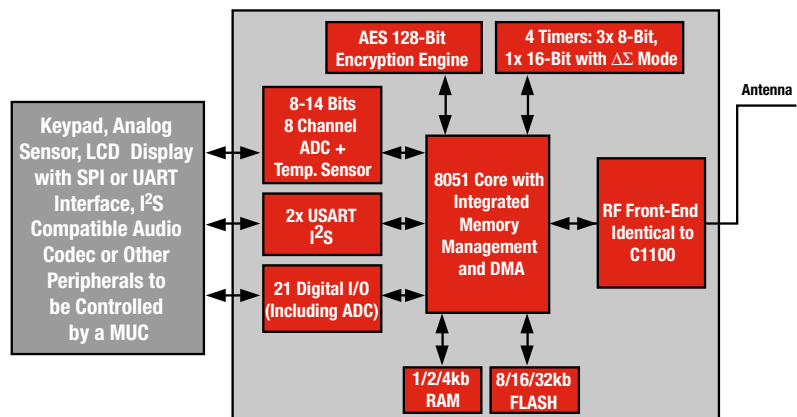 AES 128-Bit
Encryption Engine
4 Timers: 3x 8-Bit,
1x 16-Bit with ΔΣ Mode
Antenna
Keypad, Analog
Sensor, LCD Display
with SPI or UART
Interface, I²S
Compatible Audio
Codec or Other
Peripherals to
be Controlled
by a MUC
8-14 Bits
8 Channel
ADC +
Temp. Sensor
2x USART
I²S
21 Digital I/O
(Including ADC)
8051 Core with
Integrated
Memory
Management
and DMA
RF Front-End
Identical to
C1100
1/2/4kb
RAM
8/16/32kb
FLASH